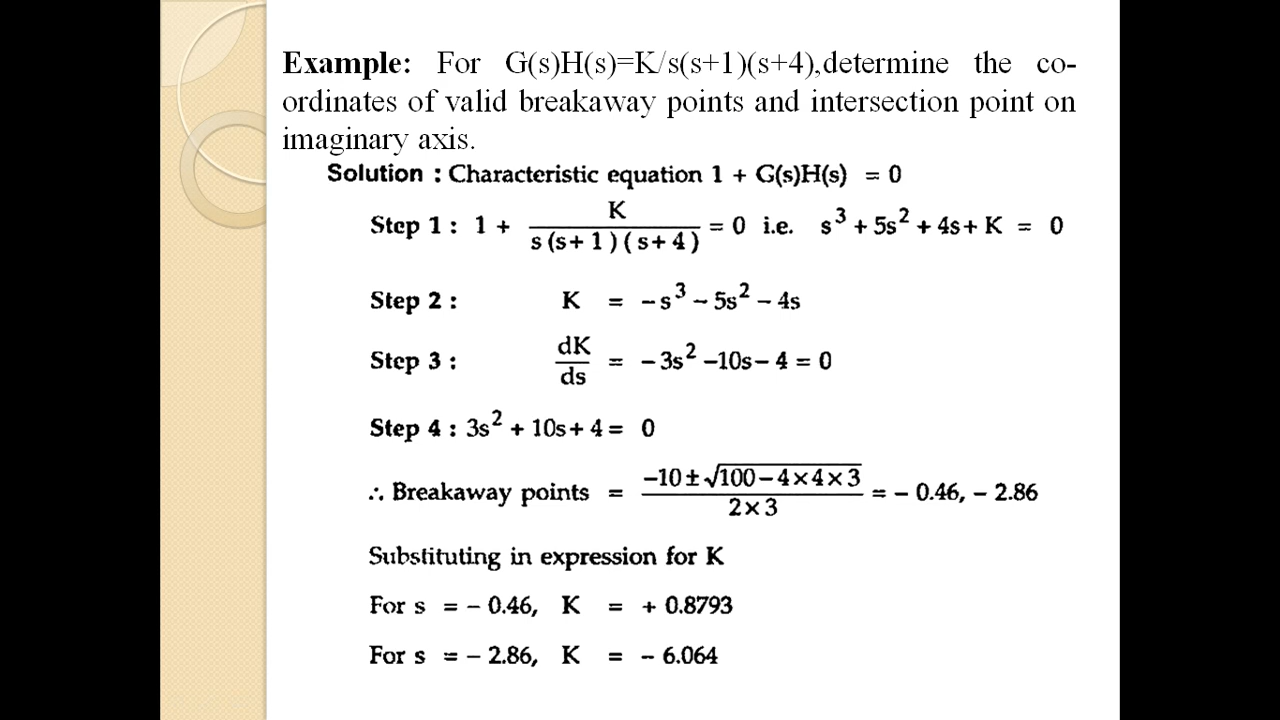 Example: For G(s)H(s)=K/s(s+1)(s+4),determine the co-
ordinates of valid breakaway points and intersection point on
imaginary axis.
Solution : Characteristic equation 1 + G(s)H(s) = 0
Step 1 : 1 + K / s(s+1)(s+4) = 0 i.e. s³ + 5s² + 4s + K = 0
Step 2 : K = –s³ – 5s² – 4s
Step 3 : dK/ds = –3s² –10s – 4 = 0
Step 4 : 3s² + 10s + 4 = 0
∴ Breakaway points = –10 ± √100 – 4×4×3 / 2×3 = – 0.46, – 2.86
Substituting in expression for K
For s = – 0.46, K = + 0.8793
For s = – 2.86, K = – 6.064